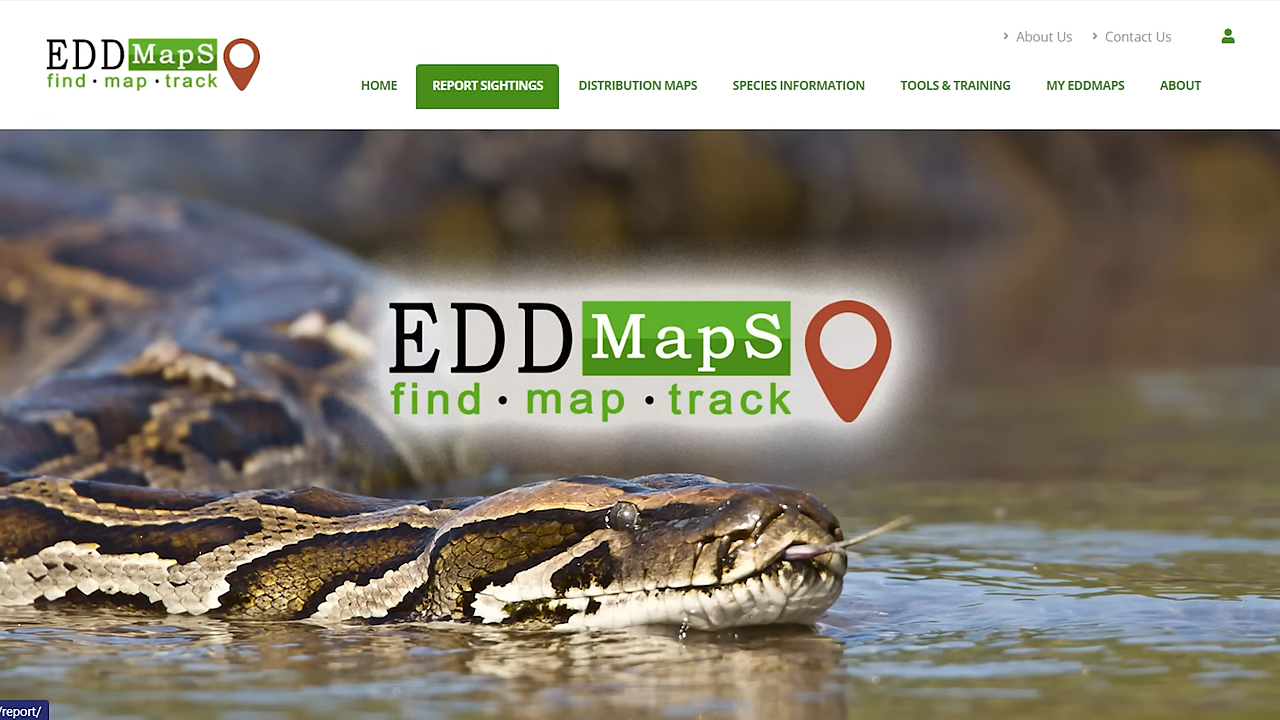 EDDMapS
find · map · track
› About Us › Contact Us
HOME REPORT SIGHTINGS DISTRIBUTION MAPS SPECIES INFORMATION TOOLS & TRAINING MY EDDMAPS ABOUT
EDDMapS
find · map · track
/report/